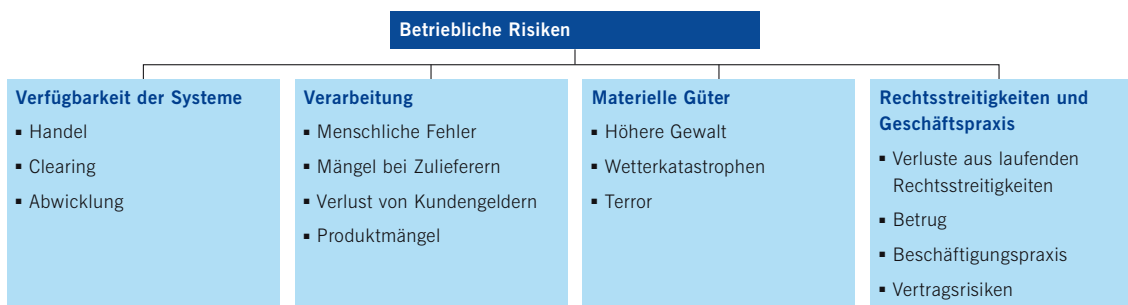 Betriebliche Risiken
Verfügbarkeit der Systeme
▪ Handel
▪ Clearing
▪ Abwicklung
Verarbeitung
▪ Menschliche Fehler
▪ Mängel bei Zulieferern
▪ Verlust von Kundengeldern
▪ Produktmängel
Materielle Güter
▪ Höhere Gewalt
▪ Wetterkatastrophen
▪ Terror
Rechtsstreitigkeiten und
Geschäftspraxis
▪ Verluste aus laufenden
Rechtsstreitigkeiten
▪ Betrug
▪ Beschäftigungspraxis
▪ Vertragsrisiken